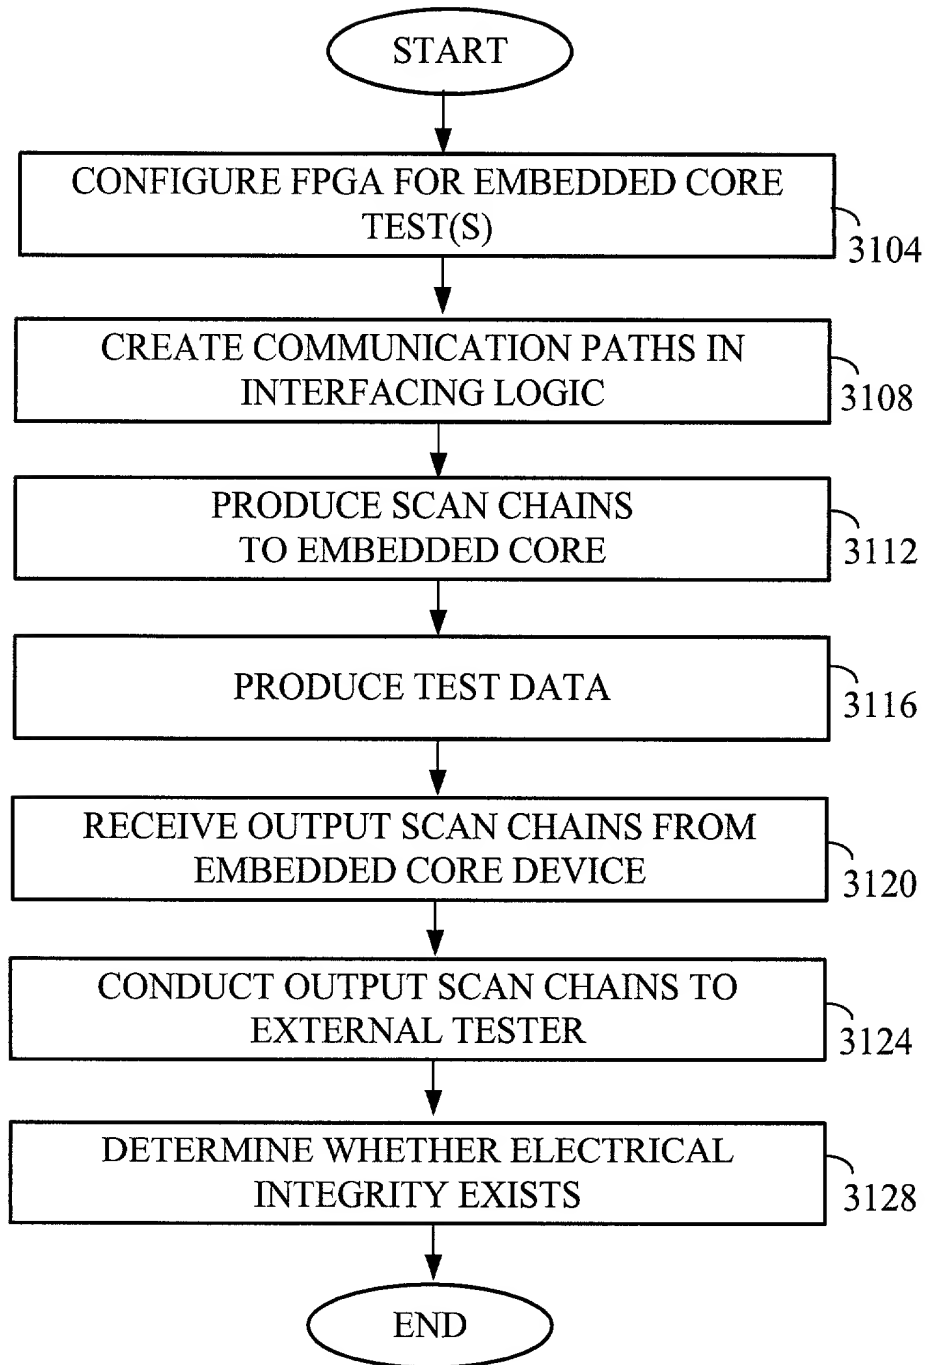 START
CONFIGURE FPGA FOR EMBEDDED CORE
TEST(S)
3104
CREATE COMMUNICATION PATHS IN
INTERFACING LOGIC
3108
PRODUCE SCAN CHAINS
TO EMBEDDED CORE
3112
PRODUCE TEST DATA
3116
RECEIVE OUTPUT SCAN CHAINS FROM
EMBEDDED CORE DEVICE
3120
CONDUCT OUTPUT SCAN CHAINS TO
EXTERNAL TESTER
3124
DETERMINE WHETHER ELECTRICAL
INTEGRITY EXISTS
3128
END